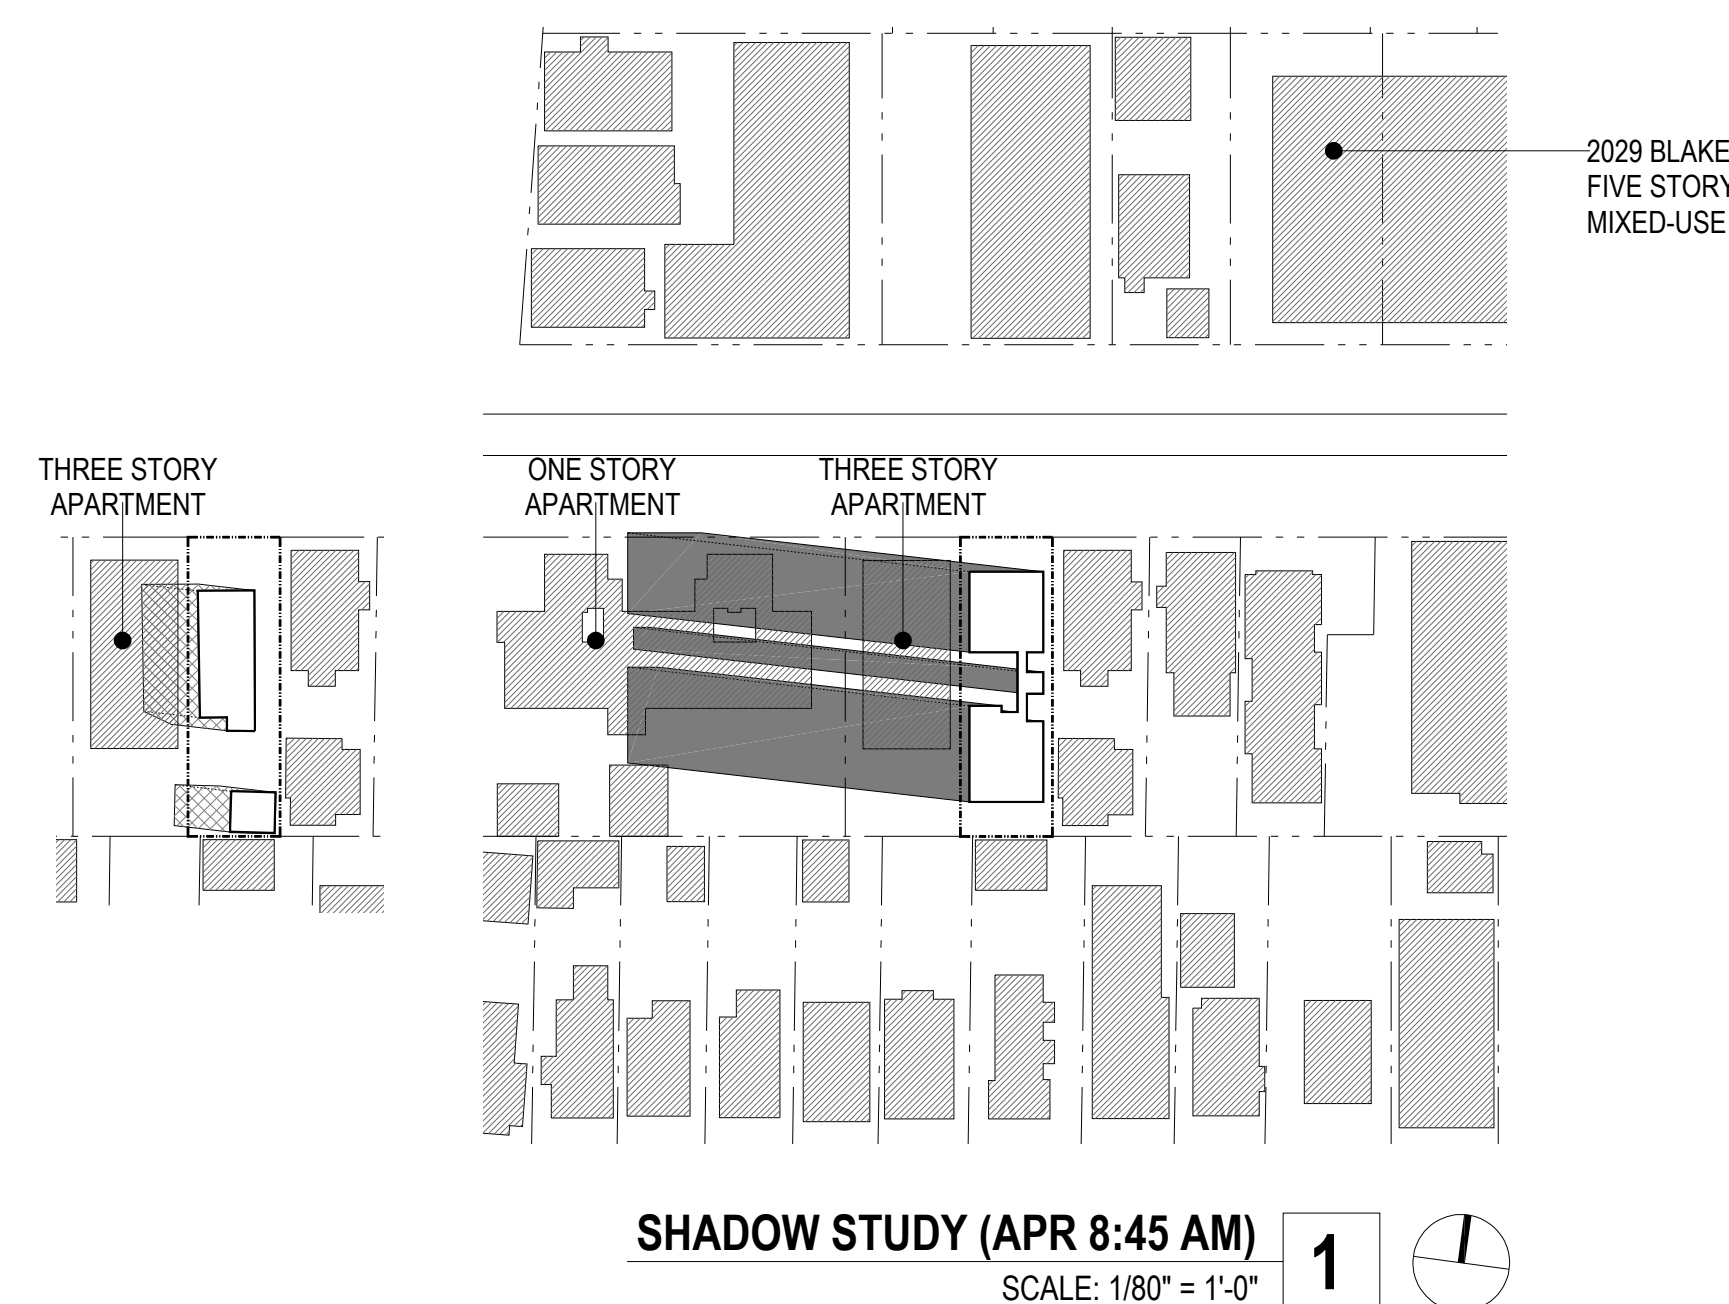 2029 BLAKE
FIVE STORY
MIXED-USE
THREE STORY
APARTMENT
ONE STORY
APARTMENT
THREE STORY
APARTMENT
SHADOW STUDY (APR 8:45 AM)
SCALE: 1/80" = 1'-0"
1